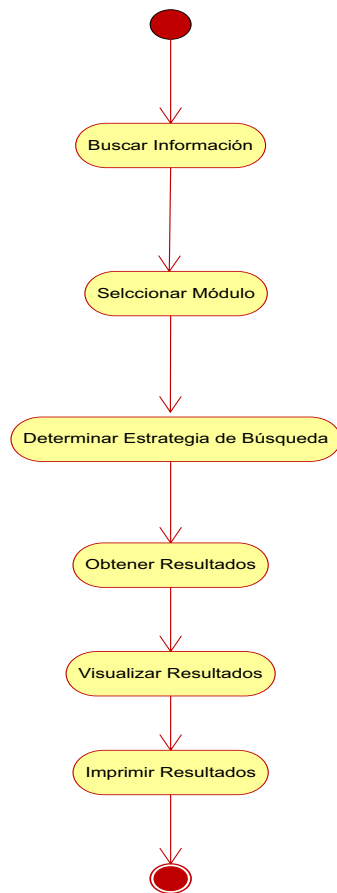 Buscar Información
Selccionar Módulo
Determinar Estrategia de Búsqueda
Obtener Resultados
Visualizar Resultados
Imprimir Resultados